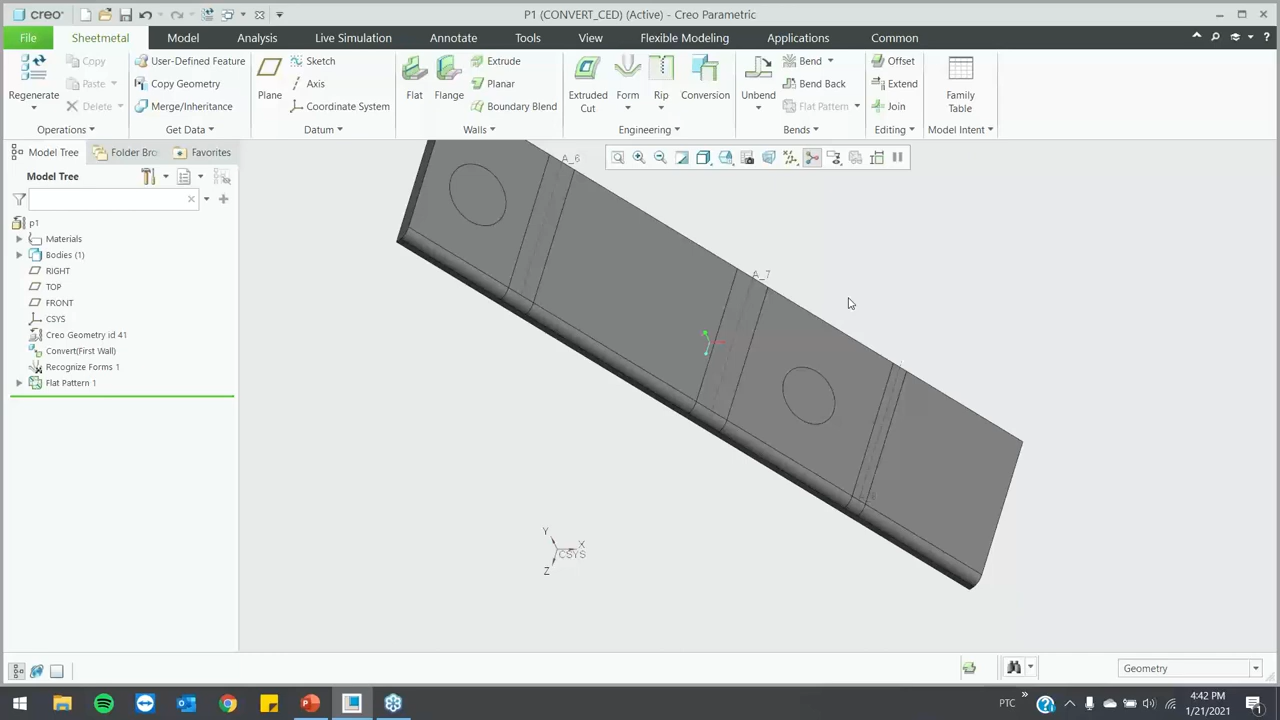 creo
P1 (CONVERT_CED) (Active) - Creo Parametric
File
Sheetmetal
Model
Analysis
Live Simulation
Annotate
Tools
View
Flexible Modeling
Applications
Common
Regenerate
Copy
Paste
Delete
Operations
User-Defined Feature
Copy Geometry
Merge/Inheritance
Get Data
Plane
Sketch
Axis
Coordinate System
Datum
Flat
Flange
Extrude
Planar
Boundary Blend
Walls
Extruded
Cut
Form
Rip
Conversion
Engineering
Unbend
Bend
Bend Back
Flat Pattern
Bends
Offset
Extend
Join
Editing
Family
Table
Model Intent
Model Tree
Folder Bro
Favorites
Model Tree
p1
Materials
Bodies (1)
RIGHT
TOP
FRONT
CSYS
Creo Geometry id 41
Convert(First Wall)
Recognize Forms 1
Flat Pattern 1
A_6
A_7
Y
X
CSYS
Z
Geometry
PTC
4:42 PM
1/21/2021
1